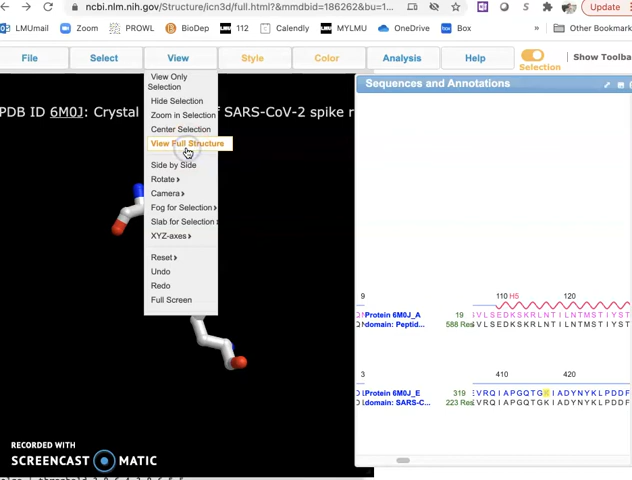 ncbi.nlm.nih.gov/Structure/icn3d/full.html?mmdbid=186262&bu=1...
Update
LMUmail
Zoom
PROWL
BioDep
112
Calendly
MYLMU
OneDrive
Box
»
Other Bookmark
File
Select
View
Style
Color
Analysis
Help
Selection
Show Toolba
PDB ID 6M0J: Crystal
of SARS-CoV-2 spike r
View Only
Selection
Hide Selection
Zoom in Selection
Center Selection
View Full Structure
Side by Side
Rotate
Camera
Fog for Selection
Slab for Selection
XYZ-axes
Reset
Undo
Redo
Full Screen
Sequences and Annotations
9 110 H5 120
Protein 6M0J_A 19 SVLSEDKSKRLNTILNTMSTIYST
domain: Peptid... 588 Res SVLSEDKSKRLNTILNTMSTIYST
3 410 420
Protein 6M0J_E 319 EVRQIAPGQTGKIADYNYKLPDDF
domain: SARS-C... 223 Res EVRQIAPGQTGKIADYNYKLPDDF
RECORDED WITH
SCREENCAST MATIC